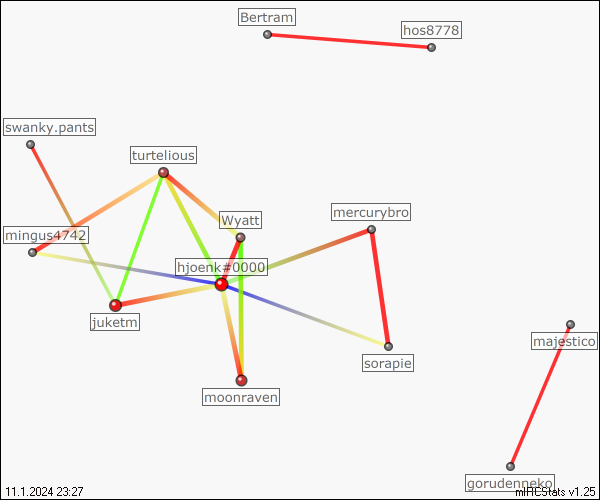 Bertram
hos8778
swanky.pants
turtelious
Wyatt
mercurybro
mingus4742
hjoenk#0000
juketm
majestico
sorapie
moonraven
gorudenneko
11.1.2024 23:27
mIRCStats v1.25